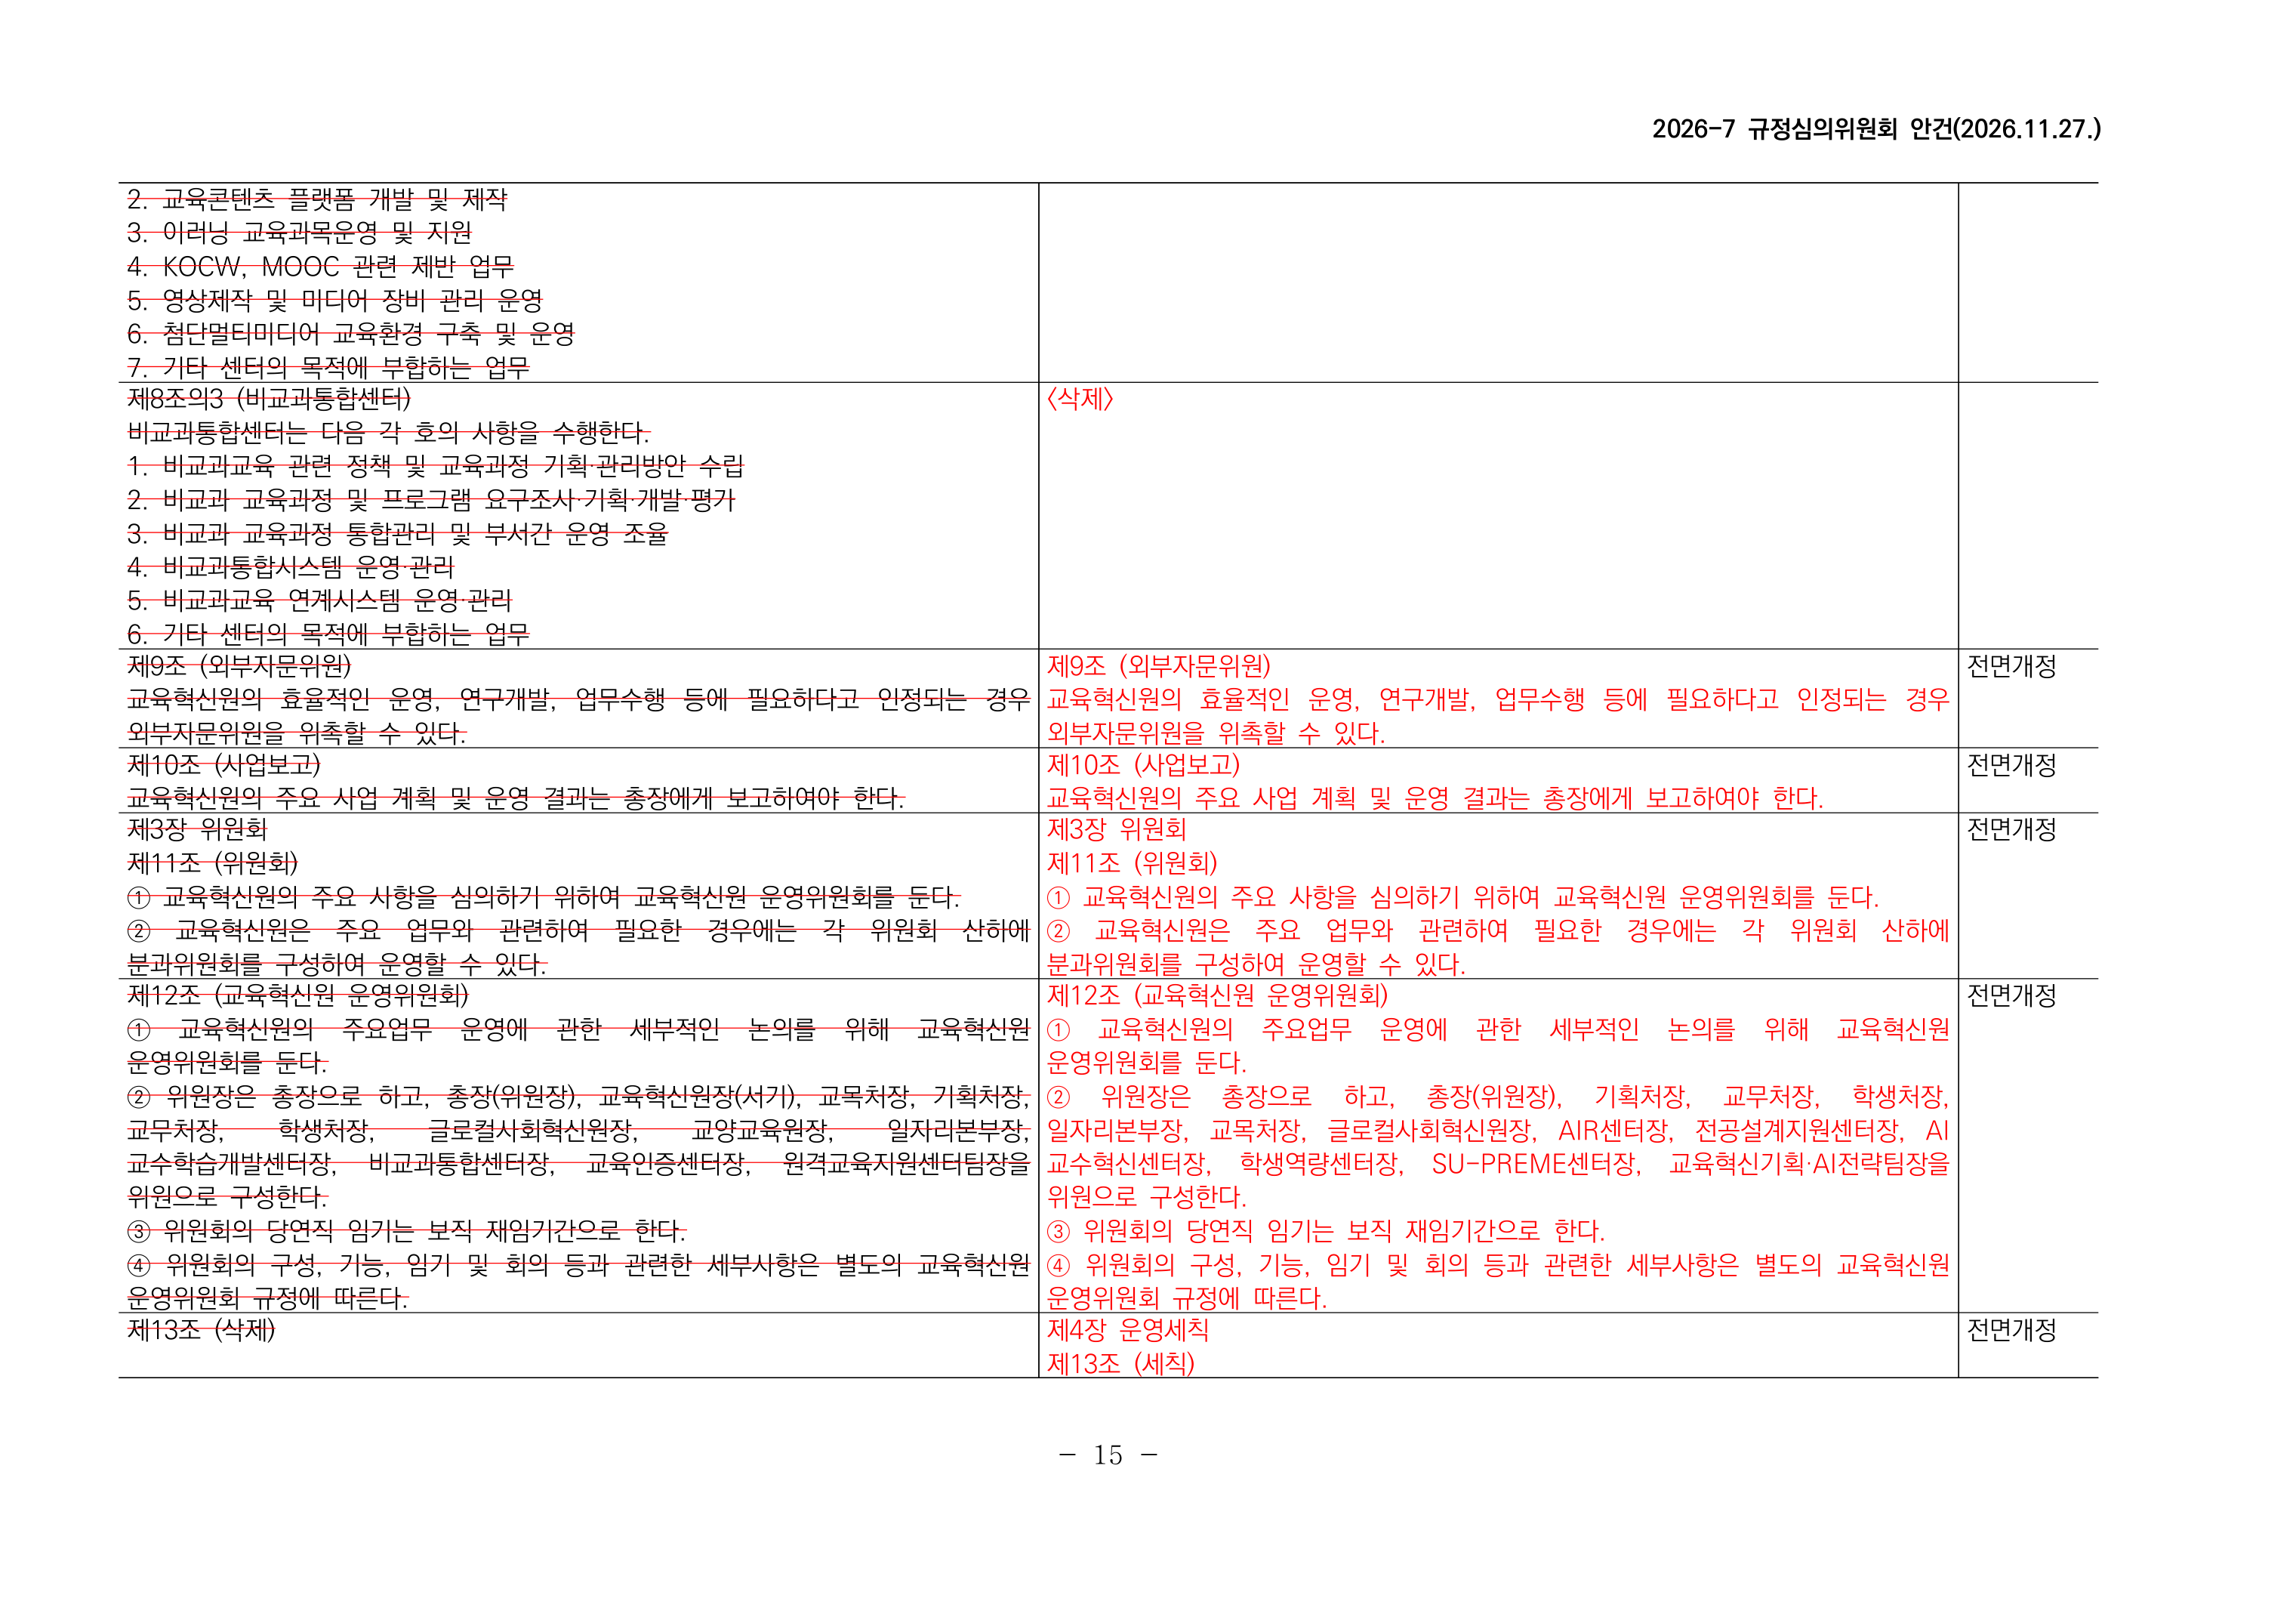 2026-7 규정심의위원회 안건(2026.11.27.)
2. 교육콘텐츠 플랫폼 개발 및 제작
3. 이러닝 교육과목운영 및 지원
4. KOCW, MOOC 관련 제반 업무
5. 영상제작 및 미디어 장비 관리 운영
6. 첨단멀티미디어 교육환경 구축 및 운영
7. 기타 센터의 목적에 부합하는 업무
제8조의3 (비교과통합센터)
비교과통합센터는 다음 각 호의 사항을 수행한다.
1. 비교과교육 관련 정책 및 교육과정 기획·관리방안 수립
2. 비교과 교육과정 및 프로그램 요구조사·기획·개발·평가
3. 비교과 교육과정 통합관리 및 부서간 운영 조율
4. 비교과통합시스템 운영·관리
5. 비교과교육 연계시스템 운영·관리
6. 기타 센터의 목적에 부합하는 업무
〈삭제〉
제9조 (외부자문위원)
교육혁신원의 효율적인 운영, 연구개발, 업무수행 등에 필요하다고 인정되는 경우
외부자문위원을 위촉할 수 있다.
제9조 (외부자문위원)
교육혁신원의 효율적인 운영, 연구개발, 업무수행 등에 필요하다고 인정되는 경우
외부자문위원을 위촉할 수 있다.
전면개정
제10조 (사업보고)
교육혁신원의 주요 사업 계획 및 운영 결과는 총장에게 보고하여야 한다.
제10조 (사업보고)
교육혁신원의 주요 사업 계획 및 운영 결과는 총장에게 보고하여야 한다.
전면개정
제3장 위원회
제11조 (위원회)
① 교육혁신원의 주요 사항을 심의하기 위하여 교육혁신원 운영위원회를 둔다.
② 교육혁신원은 주요 업무와 관련하여 필요한 경우에는 각 위원회 산하에
분과위원회를 구성하여 운영할 수 있다.
제3장 위원회
제11조 (위원회)
① 교육혁신원의 주요 사항을 심의하기 위하여 교육혁신원 운영위원회를 둔다.
② 교육혁신원은 주요 업무와 관련하여 필요한 경우에는 각 위원회 산하에
분과위원회를 구성하여 운영할 수 있다.
전면개정
제12조 (교육혁신원 운영위원회)
① 교육혁신원의 주요업무 운영에 관한 세부적인 논의를 위해 교육혁신원
운영위원회를 둔다.
② 위원장은 총장으로 하고, 총장(위원장), 교육혁신원장(서기), 교목처장, 기획처장,
교무처장, 학생처장, 글로컬사회혁신원장, 교양교육원장, 일자리본부장,
교수학습개발센터장, 비교과통합센터장, 교육인증센터장, 원격교육지원센터팀장을
위원으로 구성한다.
③ 위원회의 당연직 임기는 보직 재임기간으로 한다.
④ 위원회의 구성, 기능, 임기 및 회의 등과 관련한 세부사항은 별도의 교육혁신원
운영위원회 규정에 따른다.
제12조 (교육혁신원 운영위원회)
① 교육혁신원의 주요업무 운영에 관한 세부적인 논의를 위해 교육혁신원
운영위원회를 둔다.
② 위원장은 총장으로 하고, 총장(위원장), 기획처장, 교무처장, 학생처장,
일자리본부장, 교목처장, 글로컬사회혁신원장, AIR센터장, 전공설계지원센터장, AI
교수혁신센터장, 학생역량센터장, SU-PREME센터장, 교육혁신기획·AI전략팀장을
위원으로 구성한다.
③ 위원회의 당연직 임기는 보직 재임기간으로 한다.
④ 위원회의 구성, 기능, 임기 및 회의 등과 관련한 세부사항은 별도의 교육혁신원
운영위원회 규정에 따른다.
전면개정
제13조 (삭제)
제4장 운영세칙
제13조 (세칙)
전면개정
- 15 -